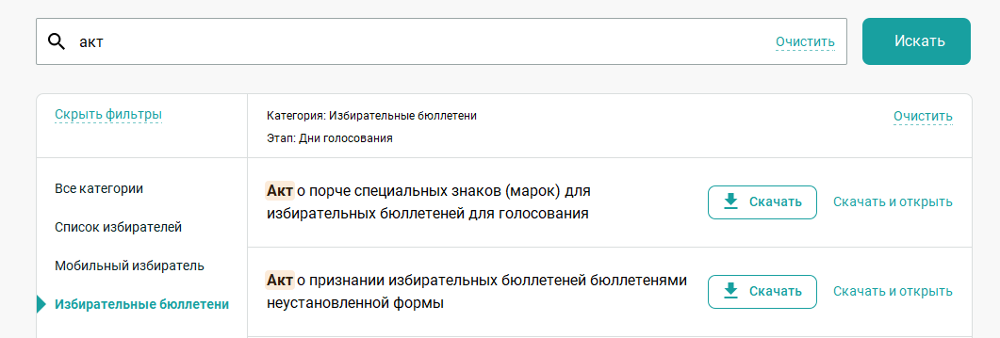 акт
Очистить
Искать
Скрыть фильтры
Категория: Избирательные бюллетени
Этап: Дни голосования
Очистить
Все категории
Список избирателей
Мобильный избиратель
Избирательные бюллетени
Акт о порче специальных знаков (марок) для
избирательных бюллетеней для голосования
Скачать
Скачать и открыть
Акт о признании избирательных бюллетеней бюллетенями
неустановленной формы
Скачать
Скачать и открыть